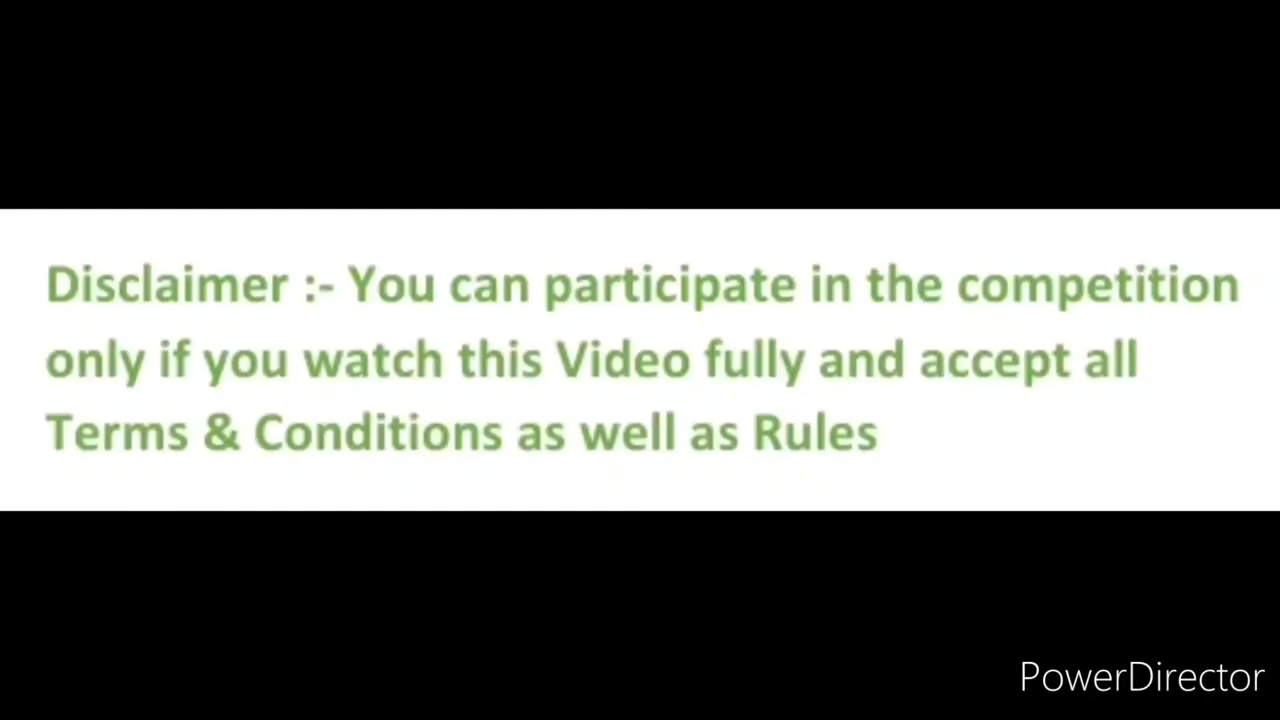 Disclaimer :- You can participate in the competition
only if you watch this Video fully and accept all
Terms & Conditions as well as Rules
PowerDirector